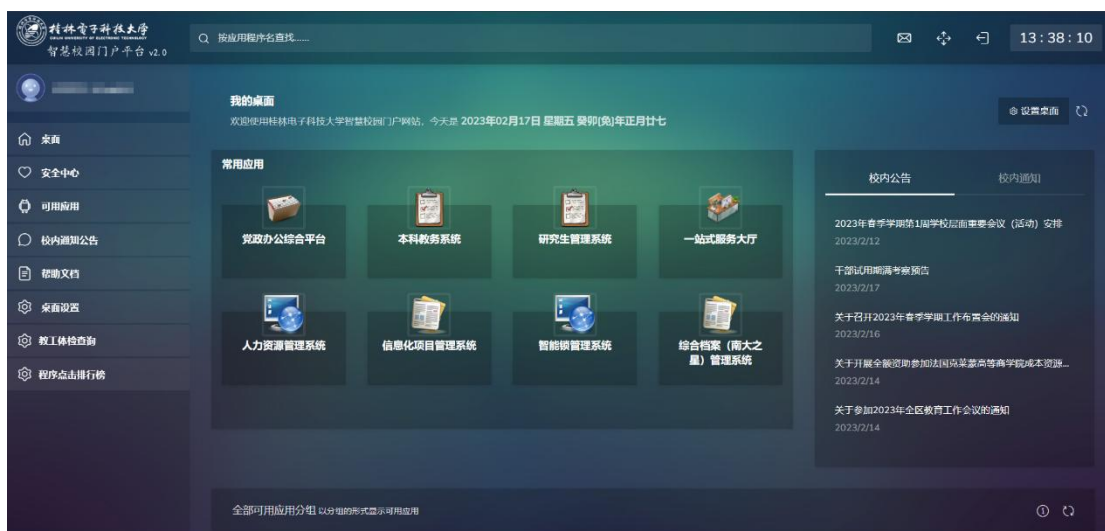 桂林电子科技大学
GUILIN UNIVERSITY OF ELECTRONIC TECHNOLOGY
智慧校园门户平台 v2.0
按应用程序名查找......
13:38:10
桌面
安全中心
可用应用
校内通知公告
帮助文档
桌面设置
教工体检查询
程序点击排行榜
我的桌面
欢迎使用桂林电子科技大学智慧校园门户网站，今天是 2023年02月17日 星期五 癸卯(兔)年正月廿七
设置桌面
常用应用
党政办公综合平台
本科教务系统
研究生管理系统
一站式服务大厅
人力资源管理系统
信息化项目管理系统
智能锁管理系统
综合档案（南大之
星）管理系统
校内公告
校内通知
2023年春季学期第1周学校层面重要会议（活动）安排
2023/2/12
干部试用期满考察预告
2023/2/17
关于召开2023年春季学期工作布置会的通知
2023/2/16
关于开展全额资助参加法国克莱蒙高等商学院成本资源...
2023/2/14
关于参加2023年全区教育工作会议的通知
2023/2/14
全部可用应用分组 以分组的形式显示可用应用